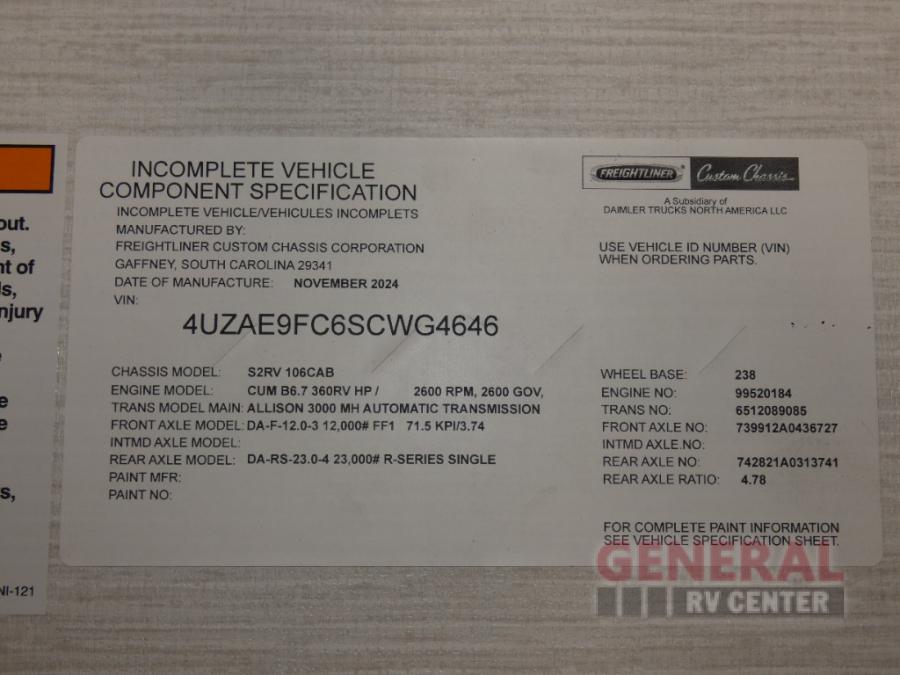 out.
s,
nt of
ls,
njury
e
e
s,
NI-121
INCOMPLETE VEHICLE
COMPONENT SPECIFICATION
INCOMPLETE VEHICLE/VEHICULES INCOMPLETS
MANUFACTURED BY:
FREIGHTLINER CUSTOM CHASSIS CORPORATION
GAFFNEY, SOUTH CAROLINA 29341
DATE OF MANUFACTURE: NOVEMBER 2024
VIN:
4UZAE9FC6SCWG4646
CHASSIS MODEL: S2RV 106CAB
ENGINE MODEL: CUM B6.7 360RV HP / 2600 RPM, 2600 GOV,
TRANS MODEL MAIN: ALLISON 3000 MH AUTOMATIC TRANSMISSION
FRONT AXLE MODEL: DA-F-12.0-3 12,000# FF1 71.5 KPI/3.74
INTMD AXLE MODEL:
REAR AXLE MODEL: DA-RS-23.0-4 23,000# R-SERIES SINGLE
PAINT MFR:
PAINT NO:
FREIGHTLINER Custom Chassis
A Subsidiary of
DAIMLER TRUCKS NORTH AMERICA LLC
USE VEHICLE ID NUMBER (VIN)
WHEN ORDERING PARTS.
WHEEL BASE: 238
ENGINE NO: 99520184
TRANS NO: 6512089085
FRONT AXLE NO: 739912A0436727
INTMD AXLE.NO:
REAR AXLE NO: 742821A0313741
REAR AXLE RATIO: 4.78
FOR COMPLETE PAINT INFORMATION
SEE VEHICLE SPECIFICATION SHEET.
GENERAL
RV CENTER